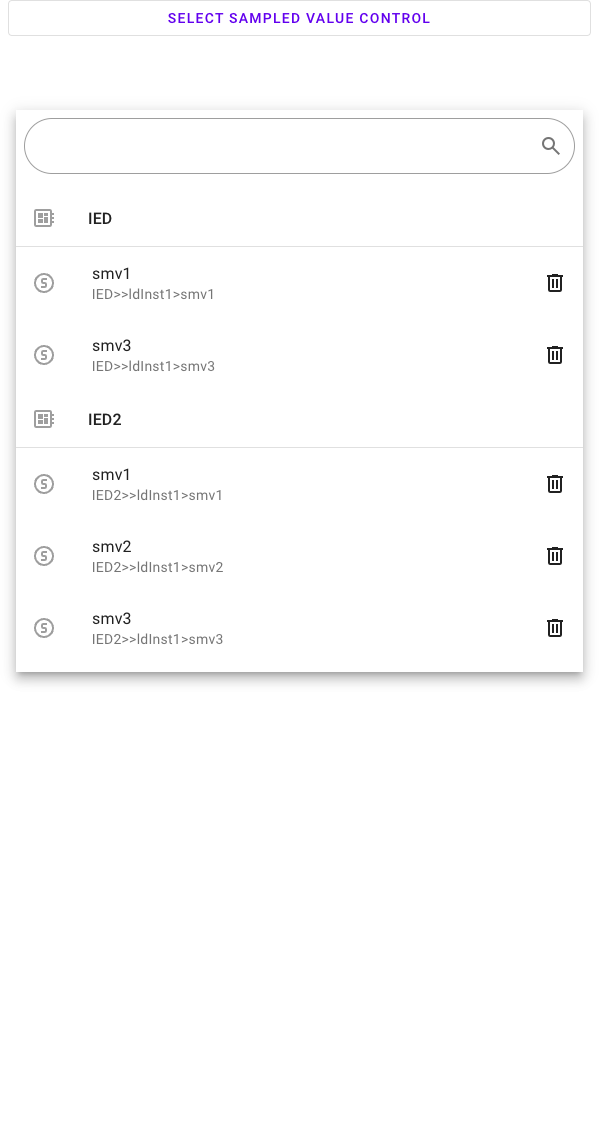 SELECT SAMPLED VALUE CONTROL
IED
smv1
IED>>ldInst1>smv1
smv3
IED>>ldInst1>smv3
IED2
smv1
IED2>>ldInst1>smv1
smv2
IED2>>ldInst1>smv2
smv3
IED2>>ldInst1>smv3